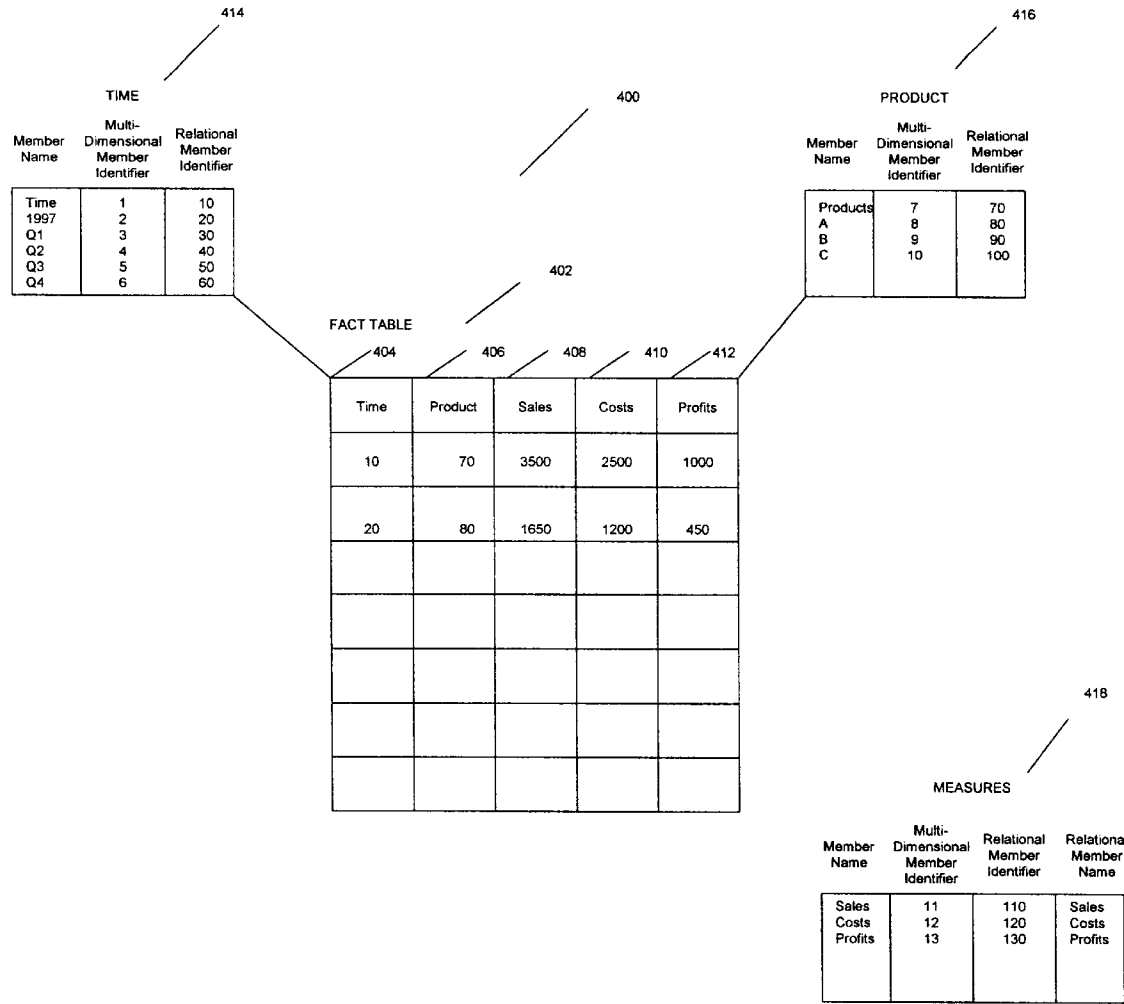 414
416
400
TIME
PRODUCT
Member Name
Multi-Dimensional Member Identifier
Relational Member Identifier
Time 1 10
1997 2 20
Q1 3 30
Q2 4 40
Q3 5 50
Q4 6 60
Member Name
Multi-Dimensional Member Identifier
Relational Member Identifier
Products 7 70
A 8 80
B 9 90
C 10 100
402
FACT TABLE
404 406 408 410 412
Time Product Sales Costs Profits
10 70 3500 2500 1000
20 80 1650 1200 450
418
MEASURES
Member Name
Multi-Dimensional Member Identifier
Relational Member Identifier
Relational Member Name
Sales 11 110 Sales
Costs 12 120 Costs
Profits 13 130 Profits